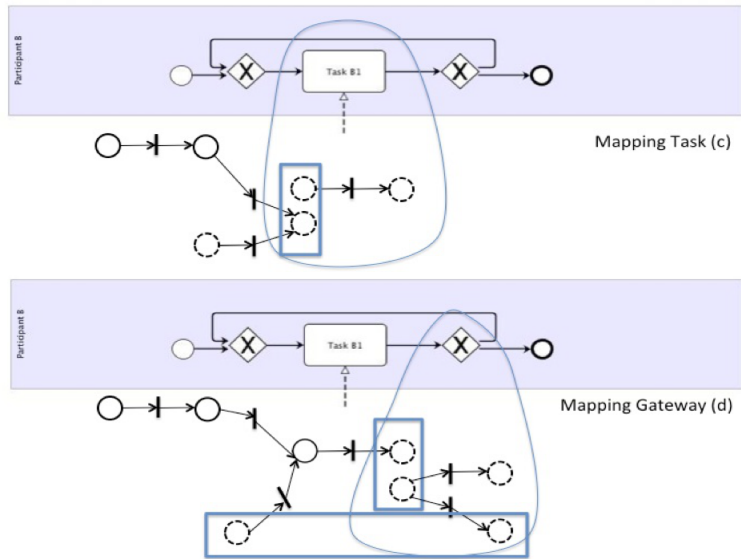 Participant B
X
Task B1
X
Mapping Task (c)
Participant B
X
Task B1
X
Mapping Gateway (d)